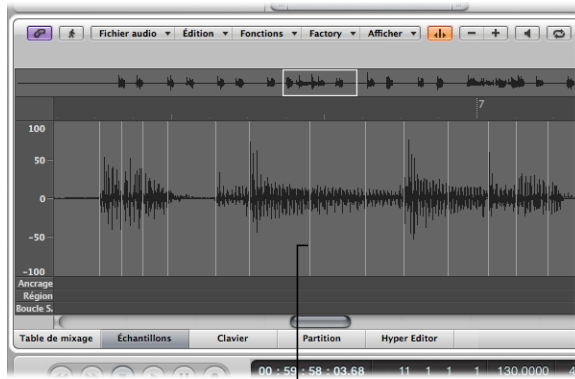 Fichier audio Édition Fonctions Factory Afficher
7
100
50
0
-50
-100
Ancrage
Région
Boucle S.
Table de mixage Échantillons Clavier Partition Hyper Editor
00 : 59 : 58 : 03.68 11 1 1 1 130.0000 4